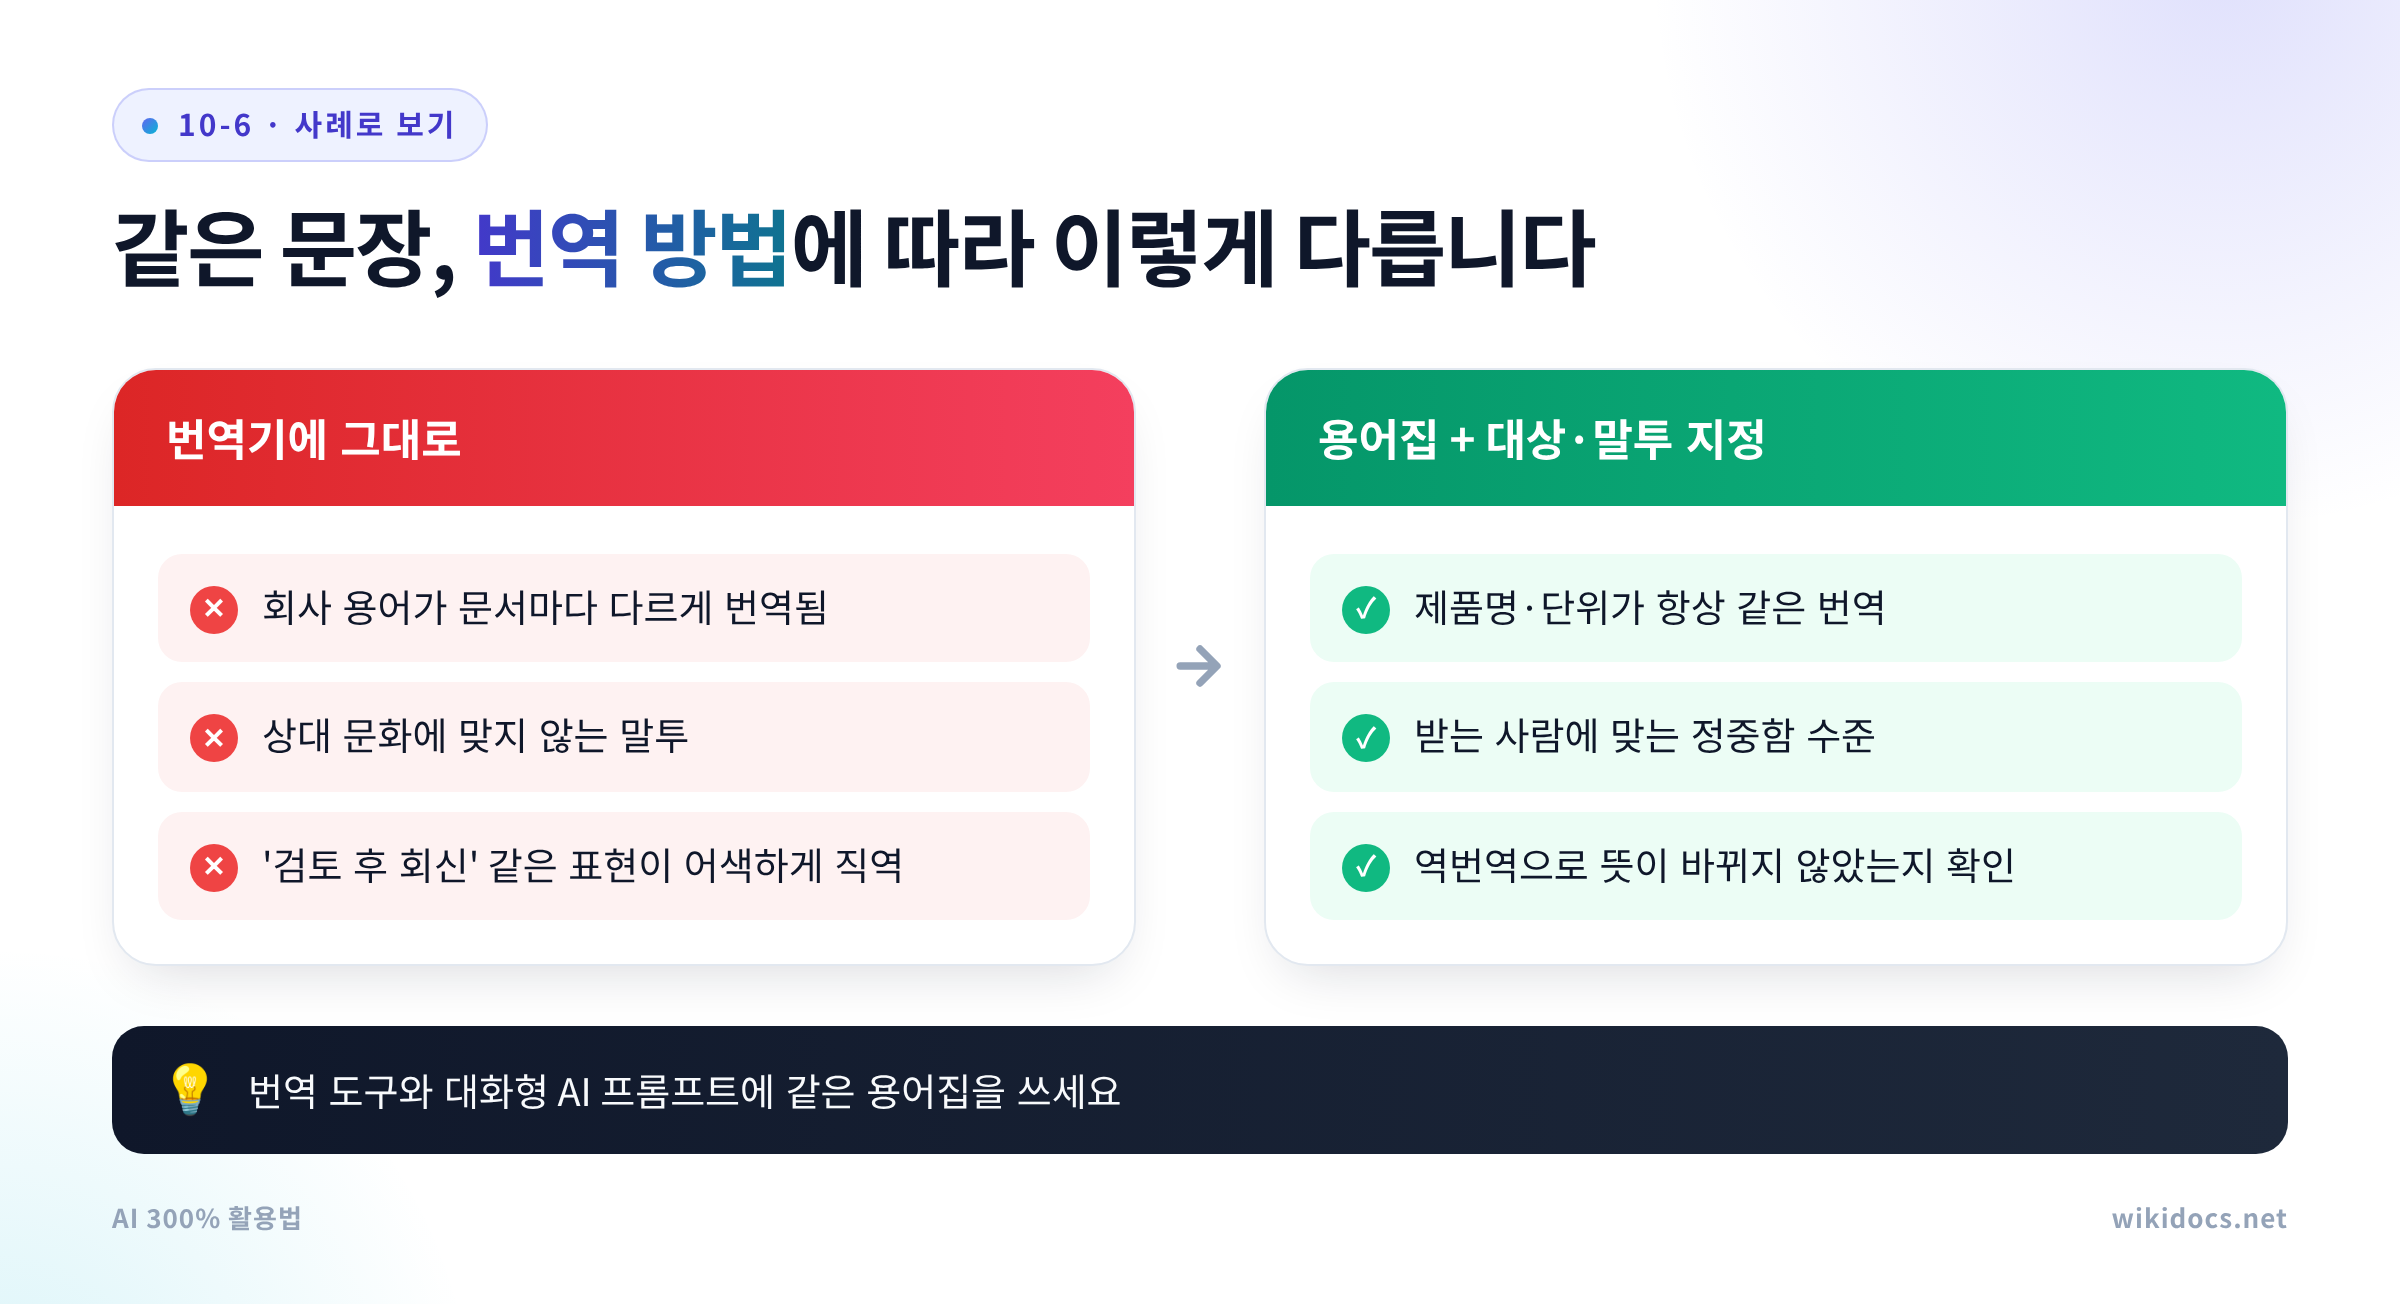 10-6 · 사례로 보기
같은 문장, 번역 방법에 따라 이렇게 다릅니다
번역기에 그대로
회사 용어가 문서마다 다르게 번역됨
상대 문화에 맞지 않는 말투
'검토 후 회신' 같은 표현이 어색하게 직역
용어집 + 대상·말투 지정
제품명·단위가 항상 같은 번역
받는 사람에 맞는 정중함 수준
역번역으로 뜻이 바뀌지 않았는지 확인
번역 도구와 대화형 AI 프롬프트에 같은 용어집을 쓰세요
AI 300% 활용법
wikidocs.net